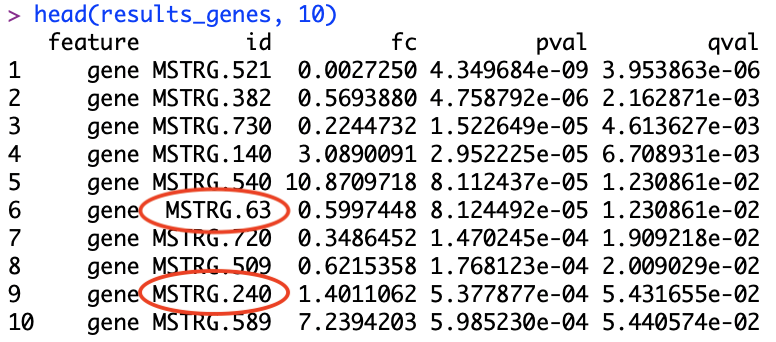 > head(results_genes, 10)
feature id fc pval qval
1 gene MSTRG.521 0.0027250 4.349684e-09 3.953863e-06
2 gene MSTRG.382 0.5693880 4.758792e-06 2.162871e-03
3 gene MSTRG.730 0.2244732 1.522649e-05 4.613627e-03
4 gene MSTRG.140 3.0890091 2.952225e-05 6.708931e-03
5 gene MSTRG.540 10.8709718 8.112437e-05 1.230861e-02
6 gene MSTRG.63 0.5997448 8.124492e-05 1.230861e-02
7 gene MSTRG.720 0.3486452 1.470245e-04 1.909218e-02
8 gene MSTRG.509 0.6215358 1.768123e-04 2.009029e-02
9 gene MSTRG.240 1.4011062 5.377877e-04 5.431655e-02
10 gene MSTRG.589 7.2394203 5.985230e-04 5.440574e-02